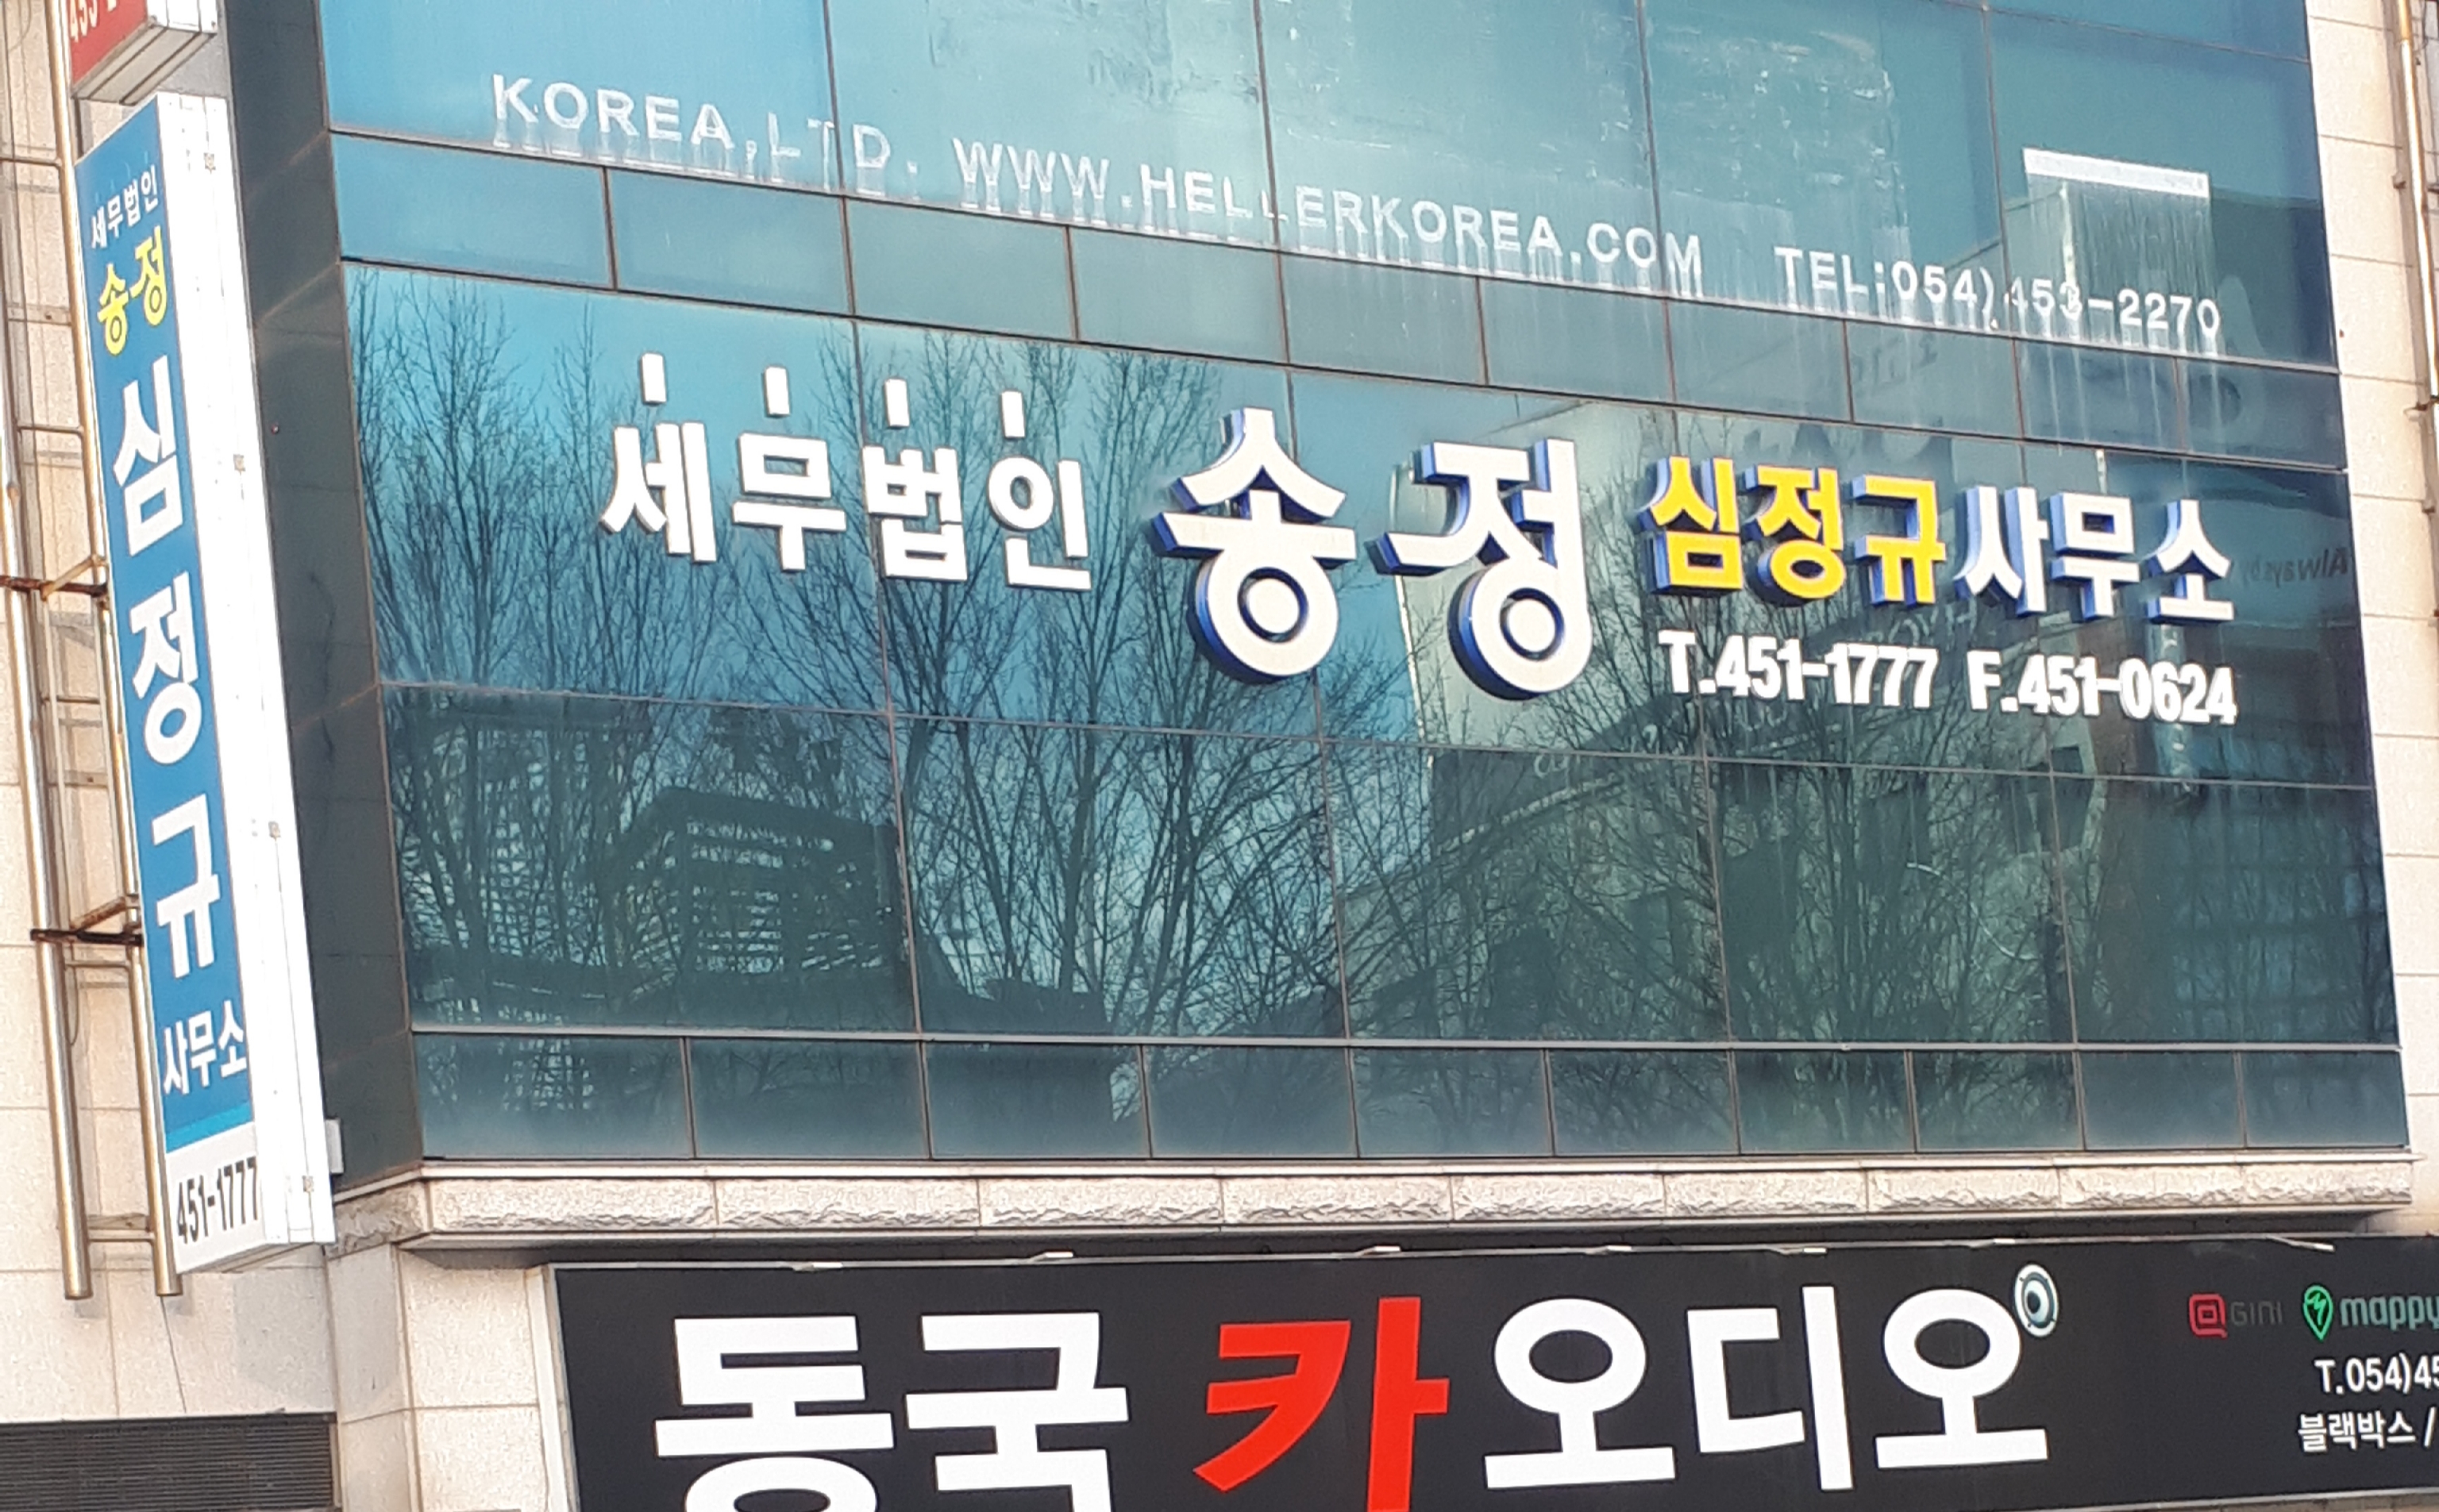 KOREA,LTD. WWW.HELLERKOREA.COM TEL:054) 453-2270
세무법인
송정
심정규
사무소
451-1777
세무법인 송정 심정규사무소
T.451-1777 F.451-0624
동국 카오디오
GINI mappy
T.054)45
블랙박스 /